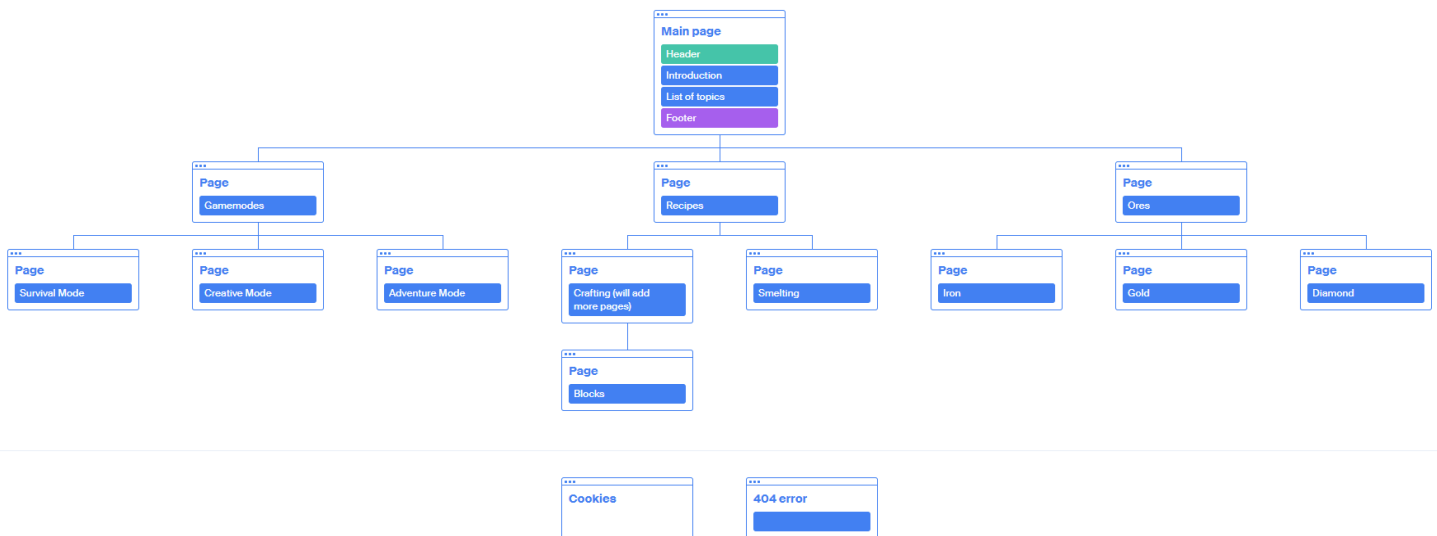 Main page
Header
Introduction
List of topics
Footer
Page
Gamemodes
Page
Recipes
Page
Ores
Page
Survival Mode
Page
Creative Mode
Page
Adventure Mode
Page
Crafting (will add
more pages)
Page
Smelting
Page
Iron
Page
Gold
Page
Diamond
Page
Blocks
Cookies
404 error